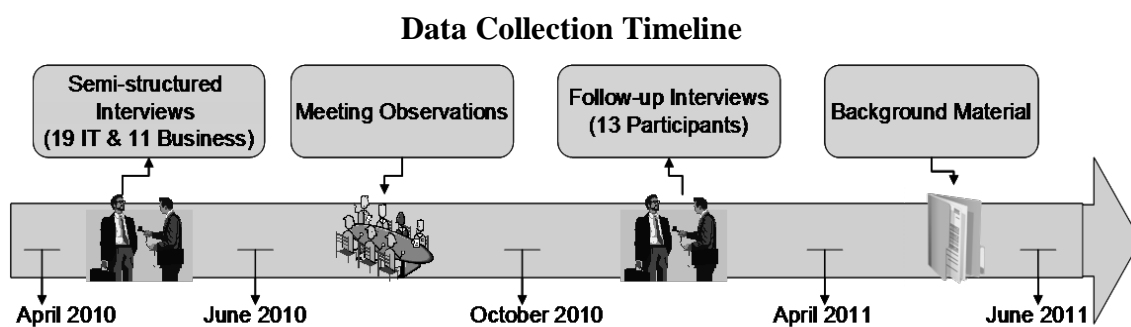 Data Collection Timeline
Semi-structured
Interviews
(19 IT & 11 Business)
Meeting Observations
Follow-up Interviews
(13 Participants)
Background Material
April 2010
June 2010
October 2010
April 2011
June 2011